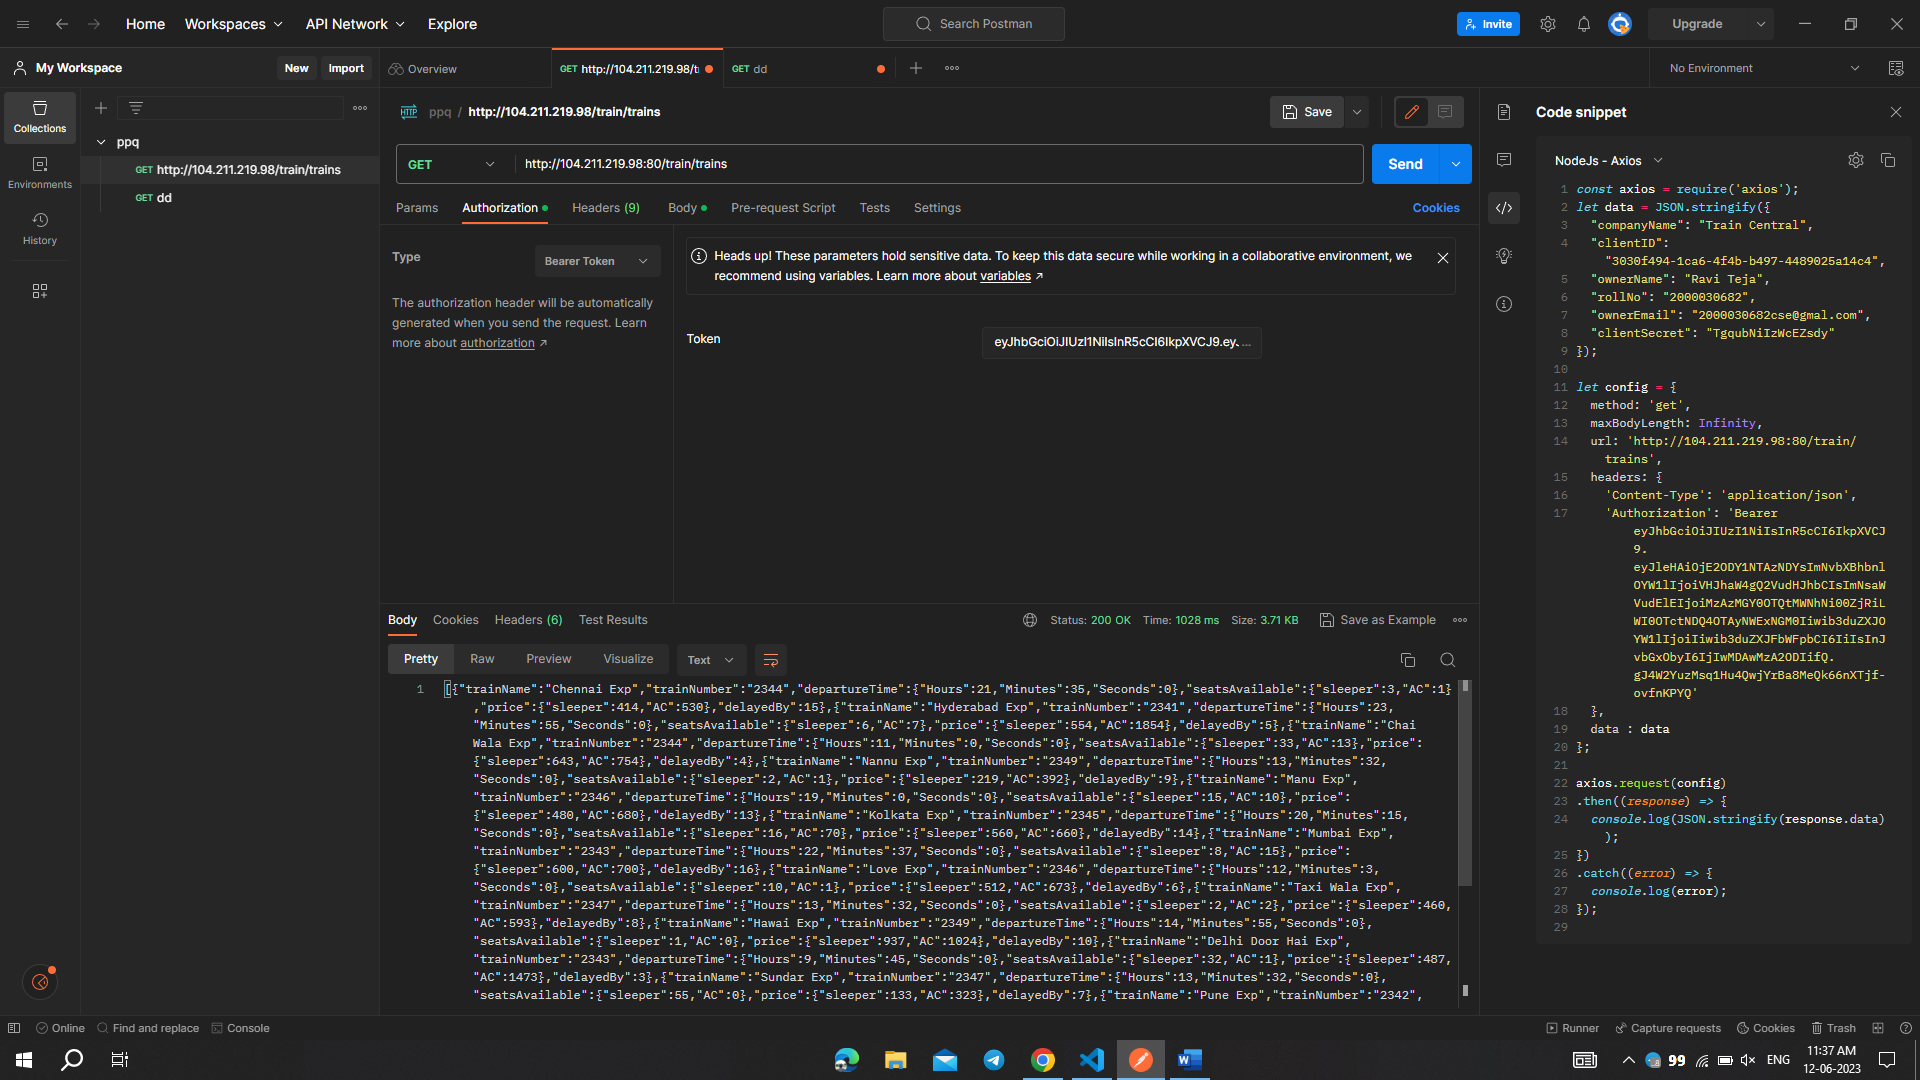 Home Workspaces API Network Explore Search Postman Invite Upgrade
My Workspace New Import Overview GET http://104.211.219.98/t GET dd No Environment
Collections
Environments
History
ppq
GET http://104.211.219.98/train/trains
GET dd
HTTP ppq / http://104.211.219.98/train/trains Save
GET http://104.211.219.98:80/train/trains Send
Params Authorization Headers (9) Body Pre-request Script Tests Settings Cookies
Type Bearer Token
The authorization header will be automatically
generated when you send the request. Learn
more about authorization ↗
Heads up! These parameters hold sensitive data. To keep this data secure while working in a collaborative environment, we
recommend using variables. Learn more about variables ↗
Token
Body Cookies Headers (6) Test Results Status: 200 OK Time: 1028 ms Size: 3.71 KB Save as Example
Pretty Raw Preview Visualize Text
1 [{"trainName":"Chennai Exp","trainNumber":"2344","departureTime":{"Hours":21,"Minutes":35,"Seconds":0},"seatsAvailable":{"sleeper":3,"AC":1}
,"price":{"sleeper":414,"AC":530},"delayedBy":15},{"trainName":"Hyderabad Exp","trainNumber":"2341","departureTime":{"Hours":23,
"Minutes":55,"Seconds":0},"seatsAvailable":{"sleeper":6,"AC":7},"price":{"sleeper":554,"AC":1854},"delayedBy":5},{"trainName":"Chai
Wala Exp","trainNumber":"2344","departureTime":{"Hours":11,"Minutes":0,"Seconds":0},"seatsAvailable":{"sleeper":33,"AC":13},"price":
{"sleeper":643,"AC":754},"delayedBy":4},{"trainName":"Nannu Exp","trainNumber":"2349","departureTime":{"Hours":13,"Minutes":32,
"Seconds":0},"seatsAvailable":{"sleeper":2,"AC":1},"price":{"sleeper":219,"AC":392},"delayedBy":9},{"trainName":"Manu Exp",
"trainNumber":"2346","departureTime":{"Hours":19,"Minutes":0,"Seconds":0},"seatsAvailable":{"sleeper":15,"AC":10},"price":
{"sleeper":480,"AC":680},"delayedBy":13},{"trainName":"Kolkata Exp","trainNumber":"2345","departureTime":{"Hours":20,"Minutes":15,
"Seconds":0},"seatsAvailable":{"sleeper":16,"AC":70},"price":{"sleeper":560,"AC":660},"delayedBy":14},{"trainName":"Mumbai Exp",
"trainNumber":"2343","departureTime":{"Hours":22,"Minutes":37,"Seconds":0},"seatsAvailable":{"sleeper":8,"AC":15},"price":
{"sleeper":600,"AC":700},"delayedBy":16},{"trainName":"Love Exp","trainNumber":"2346","departureTime":{"Hours":12,"Minutes":3,
"Seconds":0},"seatsAvailable":{"sleeper":10,"AC":1},"price":{"sleeper":512,"AC":673},"delayedBy":6},{"trainName":"Taxi Wala Exp",
"trainNumber":"2347","departureTime":{"Hours":13,"Minutes":32,"Seconds":0},"seatsAvailable":{"sleeper":2,"AC":2},"price":{"sleeper":460,
"AC":593},"delayedBy":8},{"trainName":"Hawai Exp","trainNumber":"2349","departureTime":{"Hours":14,"Minutes":55,"Seconds":0},
"seatsAvailable":{"sleeper":1,"AC":0},"price":{"sleeper":937,"AC":1024},"delayedBy":10},{"trainName":"Delhi Door Hai Exp",
"trainNumber":"2343","departureTime":{"Hours":9,"Minutes":45,"Seconds":0},"seatsAvailable":{"sleeper":32,"AC":1},"price":{"sleeper":487,
"AC":1473},"delayedBy":3},{"trainName":"Sundar Exp","trainNumber":"2347","departureTime":{"Hours":13,"Minutes":32,"Seconds":0},
"seatsAvailable":{"sleeper":55,"AC":0},"price":{"sleeper":133,"AC":323},"delayedBy":7},{"trainName":"Pune Exp","trainNumber":"2342",
Code snippet
NodeJs - Axios
1 const axios = require('axios');
2 let data = JSON.stringify({
3 "companyName": "Train Central",
4 "clientID":
"3030f494-1ca6-4f4b-b497-4489025a14c4",
5 "ownerName": "Ravi Teja",
6 "rollNo": "2000030682",
7 "ownerEmail": "2000030682cse@gmal.com",
8 "clientSecret": "TgqubNiIzWcEZsdy"
9 });
10
11 let config = {
12 method: 'get',
13 maxBodyLength: Infinity,
14 url: 'http://104.211.219.98:80/train/
trains',
15 headers: {
16 'Content-Type': 'application/json',
17 'Authorization': 'Bearer
18 },
19 data : data
20 };
21
22 axios.request(config)
23 .then((response) => {
24 console.log(JSON.stringify(response.data)
);
25 })
26 .catch((error) => {
27 console.log(error);
28 });
29
Online Find and replace Console Runner Capture requests Cookies Trash
99 ENG 11:37 AM
12-06-2023